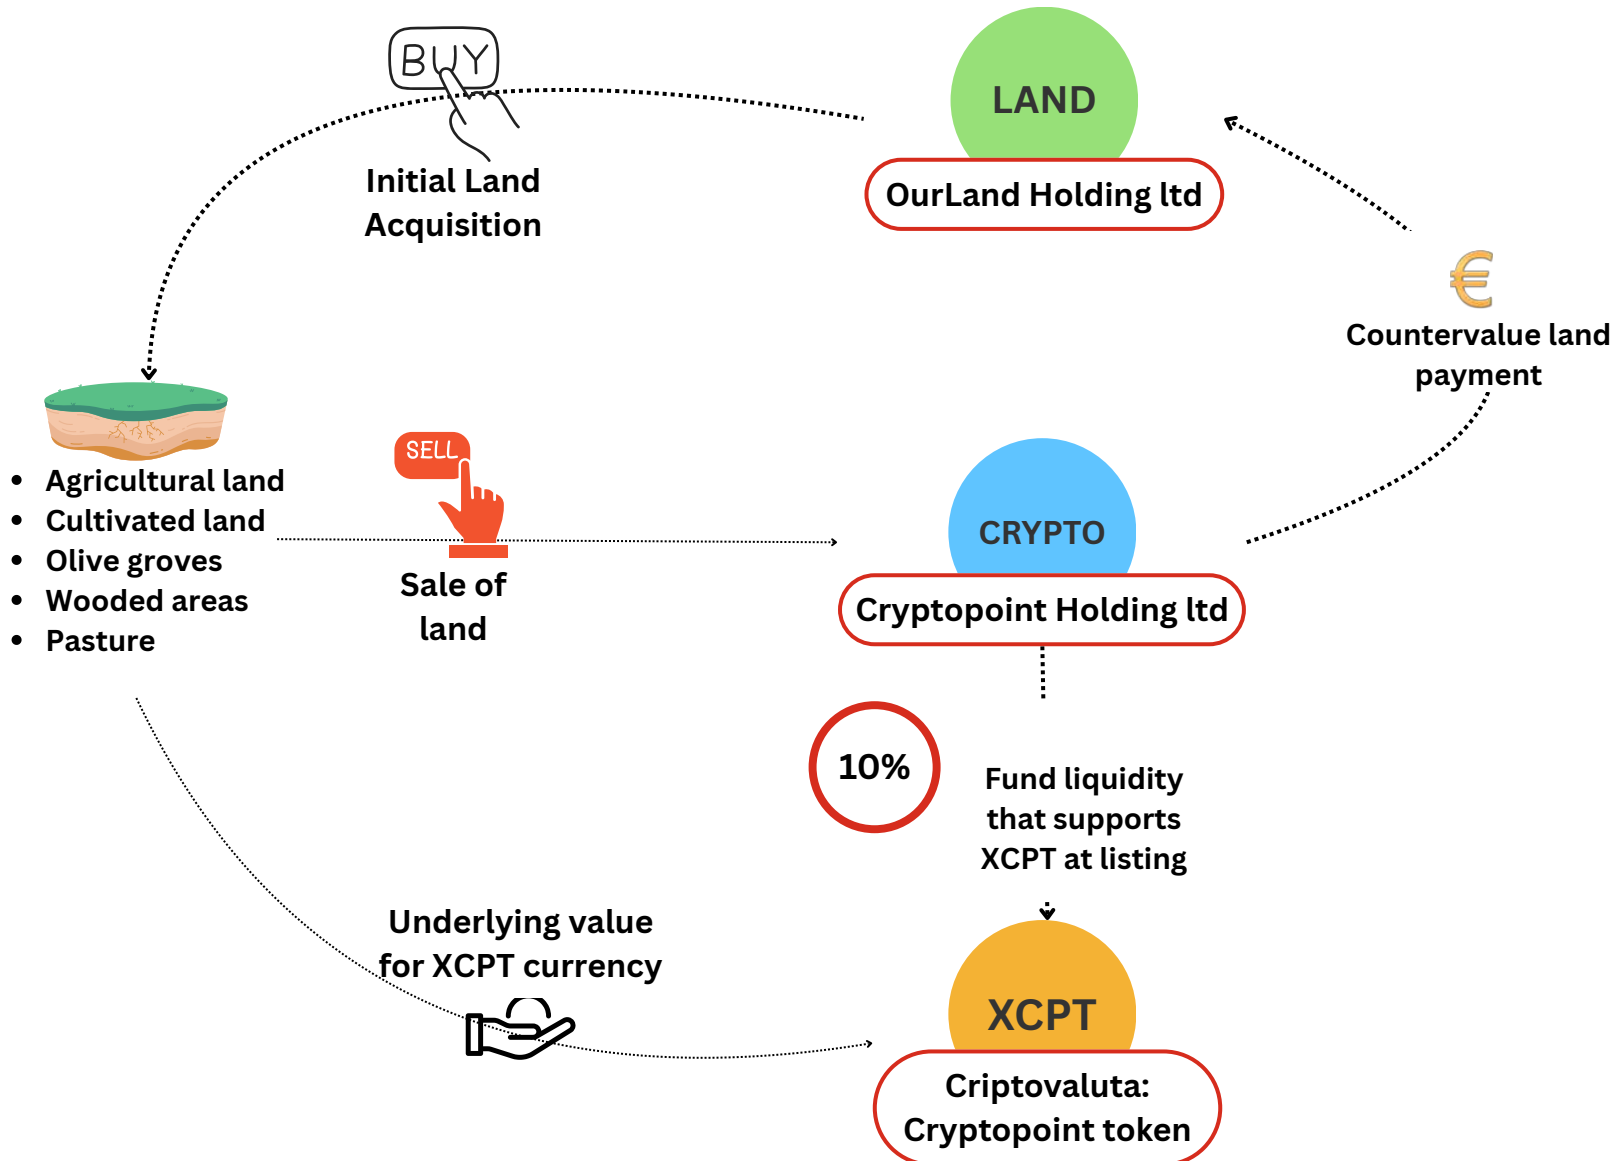 BUY
LAND
Initial Land
Acquisition
OurLand Holding ltd
€
Countervalue land
payment
SELL
• Agricultural land
• Cultivated land
• Olive groves
• Wooded areas
• Pasture
CRYPTO
Sale of
land
Cryptopoint Holding ltd
10%
Fund liquidity
that supports
XCPT at listing
Underlying value
for XCPT currency
XCPT
Criptovaluta:
Cryptopoint token